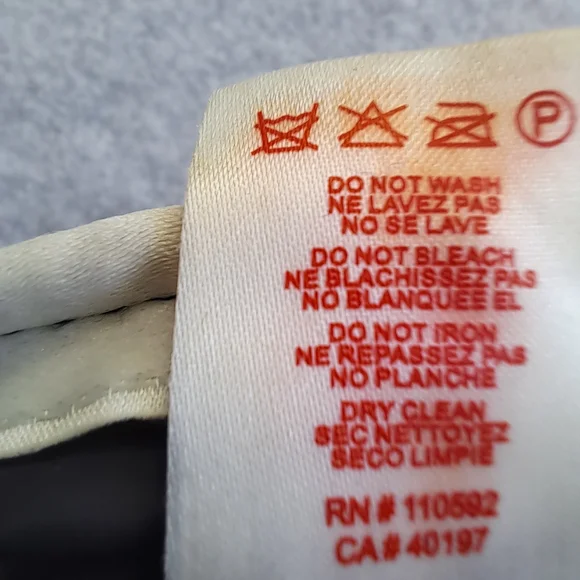 P
DO NOT WASH
NE LAVEZ PAS
NO SE LAVE
DO NOT BLEACH
NE BLACHISSEZ PAS
NO BLANQUEE EL
DO NOT IRON
NE REPASSEZ PAS
NO PLANCHE
DRY CLEAN
SEC NETTOYEZ
SECO LIMPIE
RN # 110592
CA # 40197